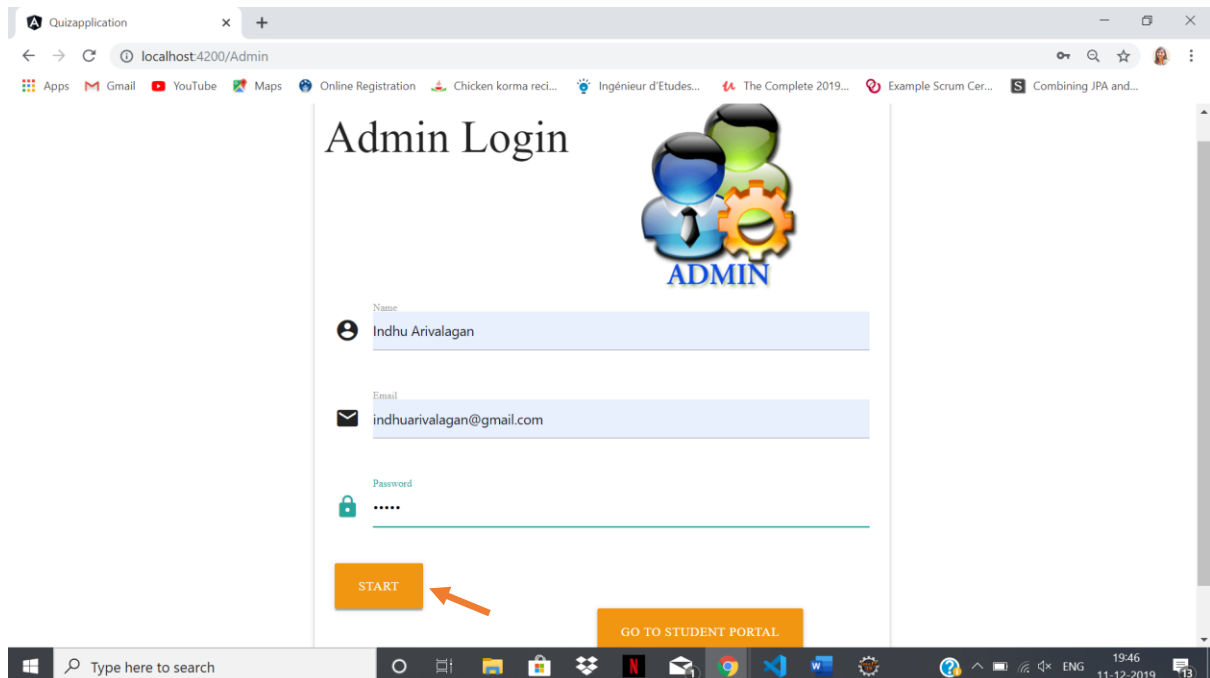 Quizapplication
localhost:4200/Admin
Apps Gmail YouTube Maps Online Registration Chicken korma reci... Ingénieur d'Etudes... The Complete 2019... Example Scrum Cer... S Combining JPA and...
Admin Login
ADMIN
Name
Indhu Arivalagan
Email
indhuarivalagan@gmail.com
Password
•••••
START
GO TO STUDENT PORTAL
Type here to search
ENG
19:46
11-12-2019
13